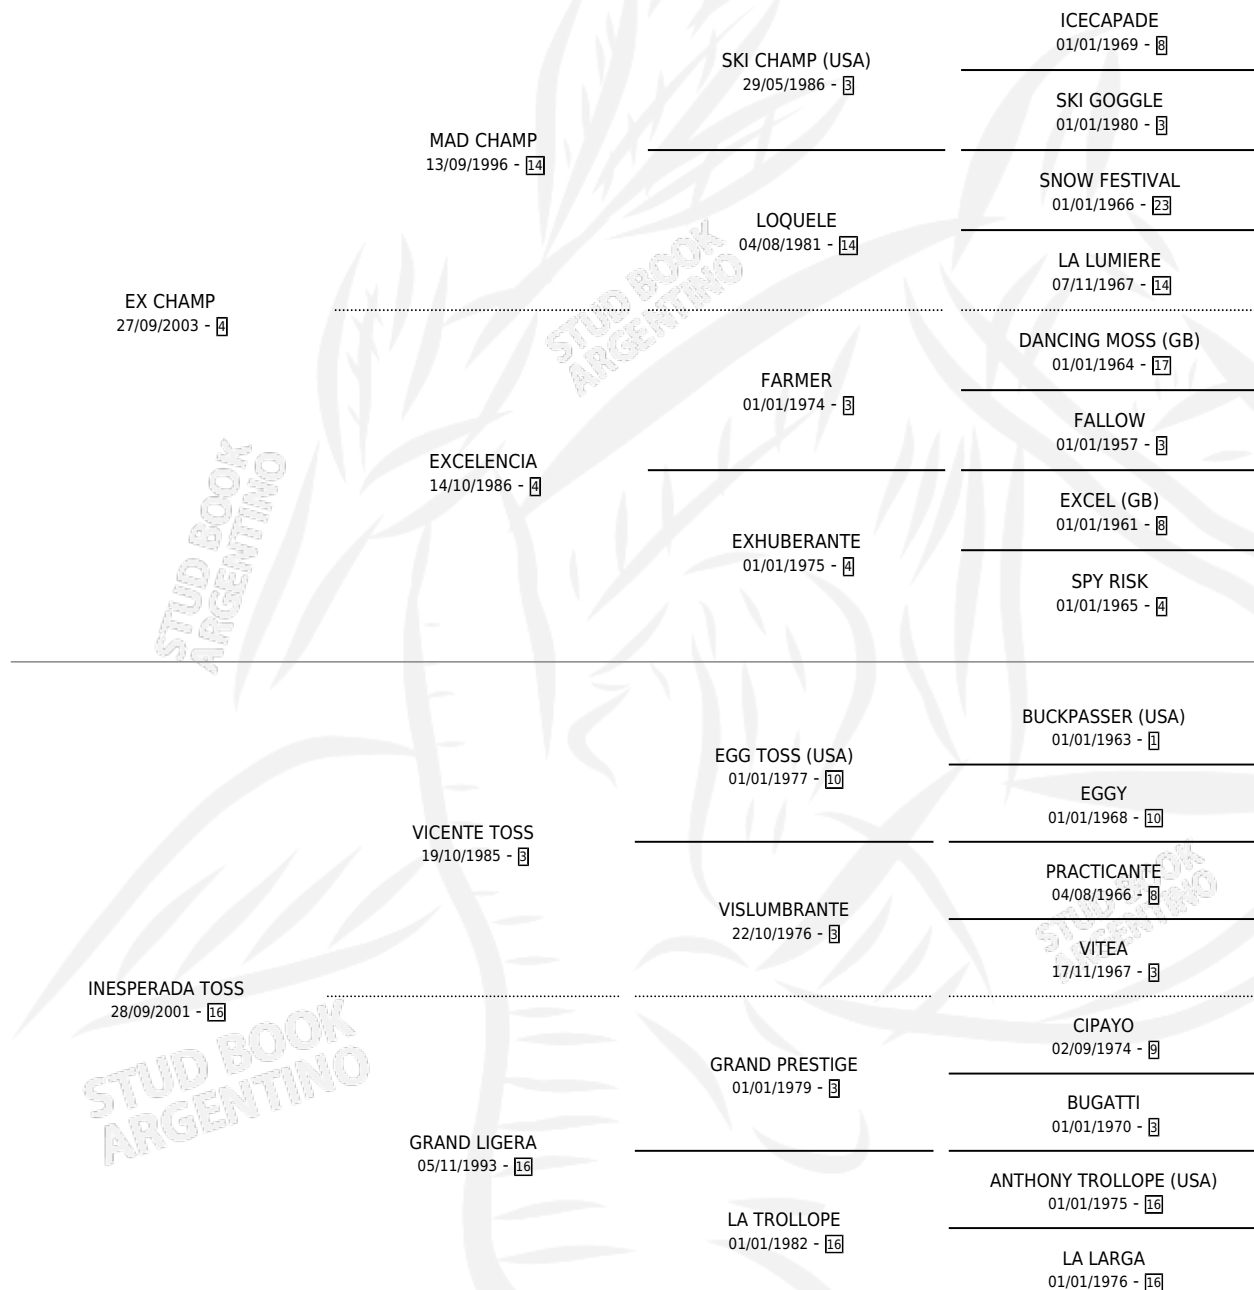 ICECAPADE
01/01/1969 - 8
SKI CHAMP (USA)
29/05/1986 - 3
SKI GOGGLE
01/01/1980 - 3
MAD CHAMP
13/09/1996 - 14
SNOW FESTIVAL
01/01/1966 - 23
LOQUELE
04/08/1981 - 14
LA LUMIERE
07/11/1967 - 14
EX CHAMP
27/09/2003 - 4
DANCING MOSS (GB)
01/01/1964 - 17
FARMER
01/01/1974 - 3
FALLOW
01/01/1957 - 3
EXCELENCIA
14/10/1986 - 4
EXCEL (GB)
01/01/1961 - 8
EXHUBERANTE
01/01/1975 - 4
SPY RISK
01/01/1965 - 4
BUCKPASSER (USA)
01/01/1963 - 1
EGG TOSS (USA)
01/01/1977 - 10
EGGY
01/01/1968 - 10
VICENTE TOSS
19/10/1985 - 3
PRACTICANTE
04/08/1966 - 8
VISLUMBRANTE
22/10/1976 - 3
VITEA
17/11/1967 - 3
INESPERADA TOSS
28/09/2001 - 16
CIPAYO
02/09/1974 - 9
GRAND PRESTIGE
01/01/1979 - 3
BUGATTI
01/01/1970 - 3
GRAND LIGERA
05/11/1993 - 16
ANTHONY TROLLOPE (USA)
01/01/1975 - 16
LA TROLLOPE
01/01/1982 - 16
LA LARGA
01/01/1976 - 16
STUD BOOK
ARGENTINO
STUD BOOK
ARGENTINO
STUD BOOK
ARGENTINO
STUD BOOK
ARGENTINO